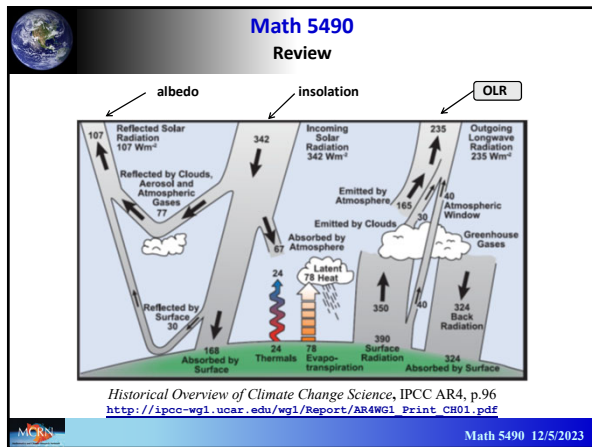 Math 5490
Review
albedo
insolation
OLR
107
Reflected Solar
Radiation
107 Wm-2
342
Incoming
Solar
Radiation
342 Wm-2
235
Outgoing
Longwave
Radiation
235 Wm-2
Reflected by Clouds,
Aerosol and
Atmospheric
Gases
77
Emitted by
Atmosphere
165
30
40
Atmospheric
Window
Emitted by Clouds
Greenhouse
Gases
67
Absorbed by
Atmosphere
24
78
Latent
Heat
350
40
324
Back
Radiation
Reflected by
Surface
30
168
Absorbed by
Surface
24
Thermals
78
Evapo-
transpiration
390
Surface
Radiation
324
Absorbed by Surface
Historical Overview of Climate Change Science, IPCC AR4, p.96
http://ipcc-wg1.ucar.edu/wg1/Report/AR4WG1_Print_CH01.pdf
MCRN
Math 5490 12/5/2023